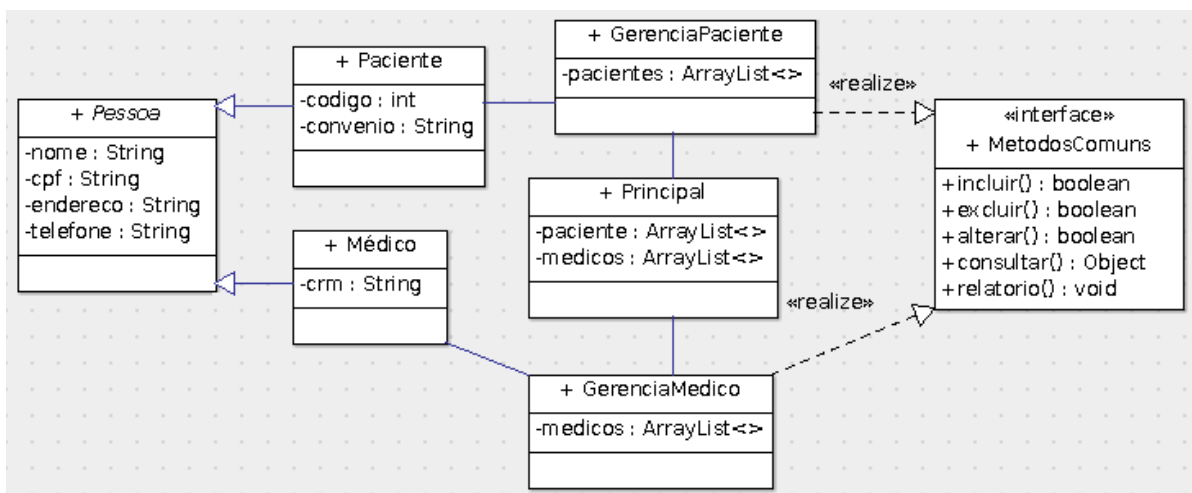 + Pessoa
-nome : String
-cpf : String
-endereco : String
-telefone : String
+ Paciente
-codigo : int
-convenio : String
+ Médico
-crm : String
+ GerenciaPaciente
-pacientes : ArrayList<>
+ Principal
-paciente : ArrayList<>
-medicos : ArrayList<>
+ GerenciaMedico
-medicos : ArrayList<>
«realize»
«realize»
«interface»
+ MetodosComuns
+incluir() : boolean
+excluir() : boolean
+alterar() : boolean
+consultar() : Object
+relatorio() : void